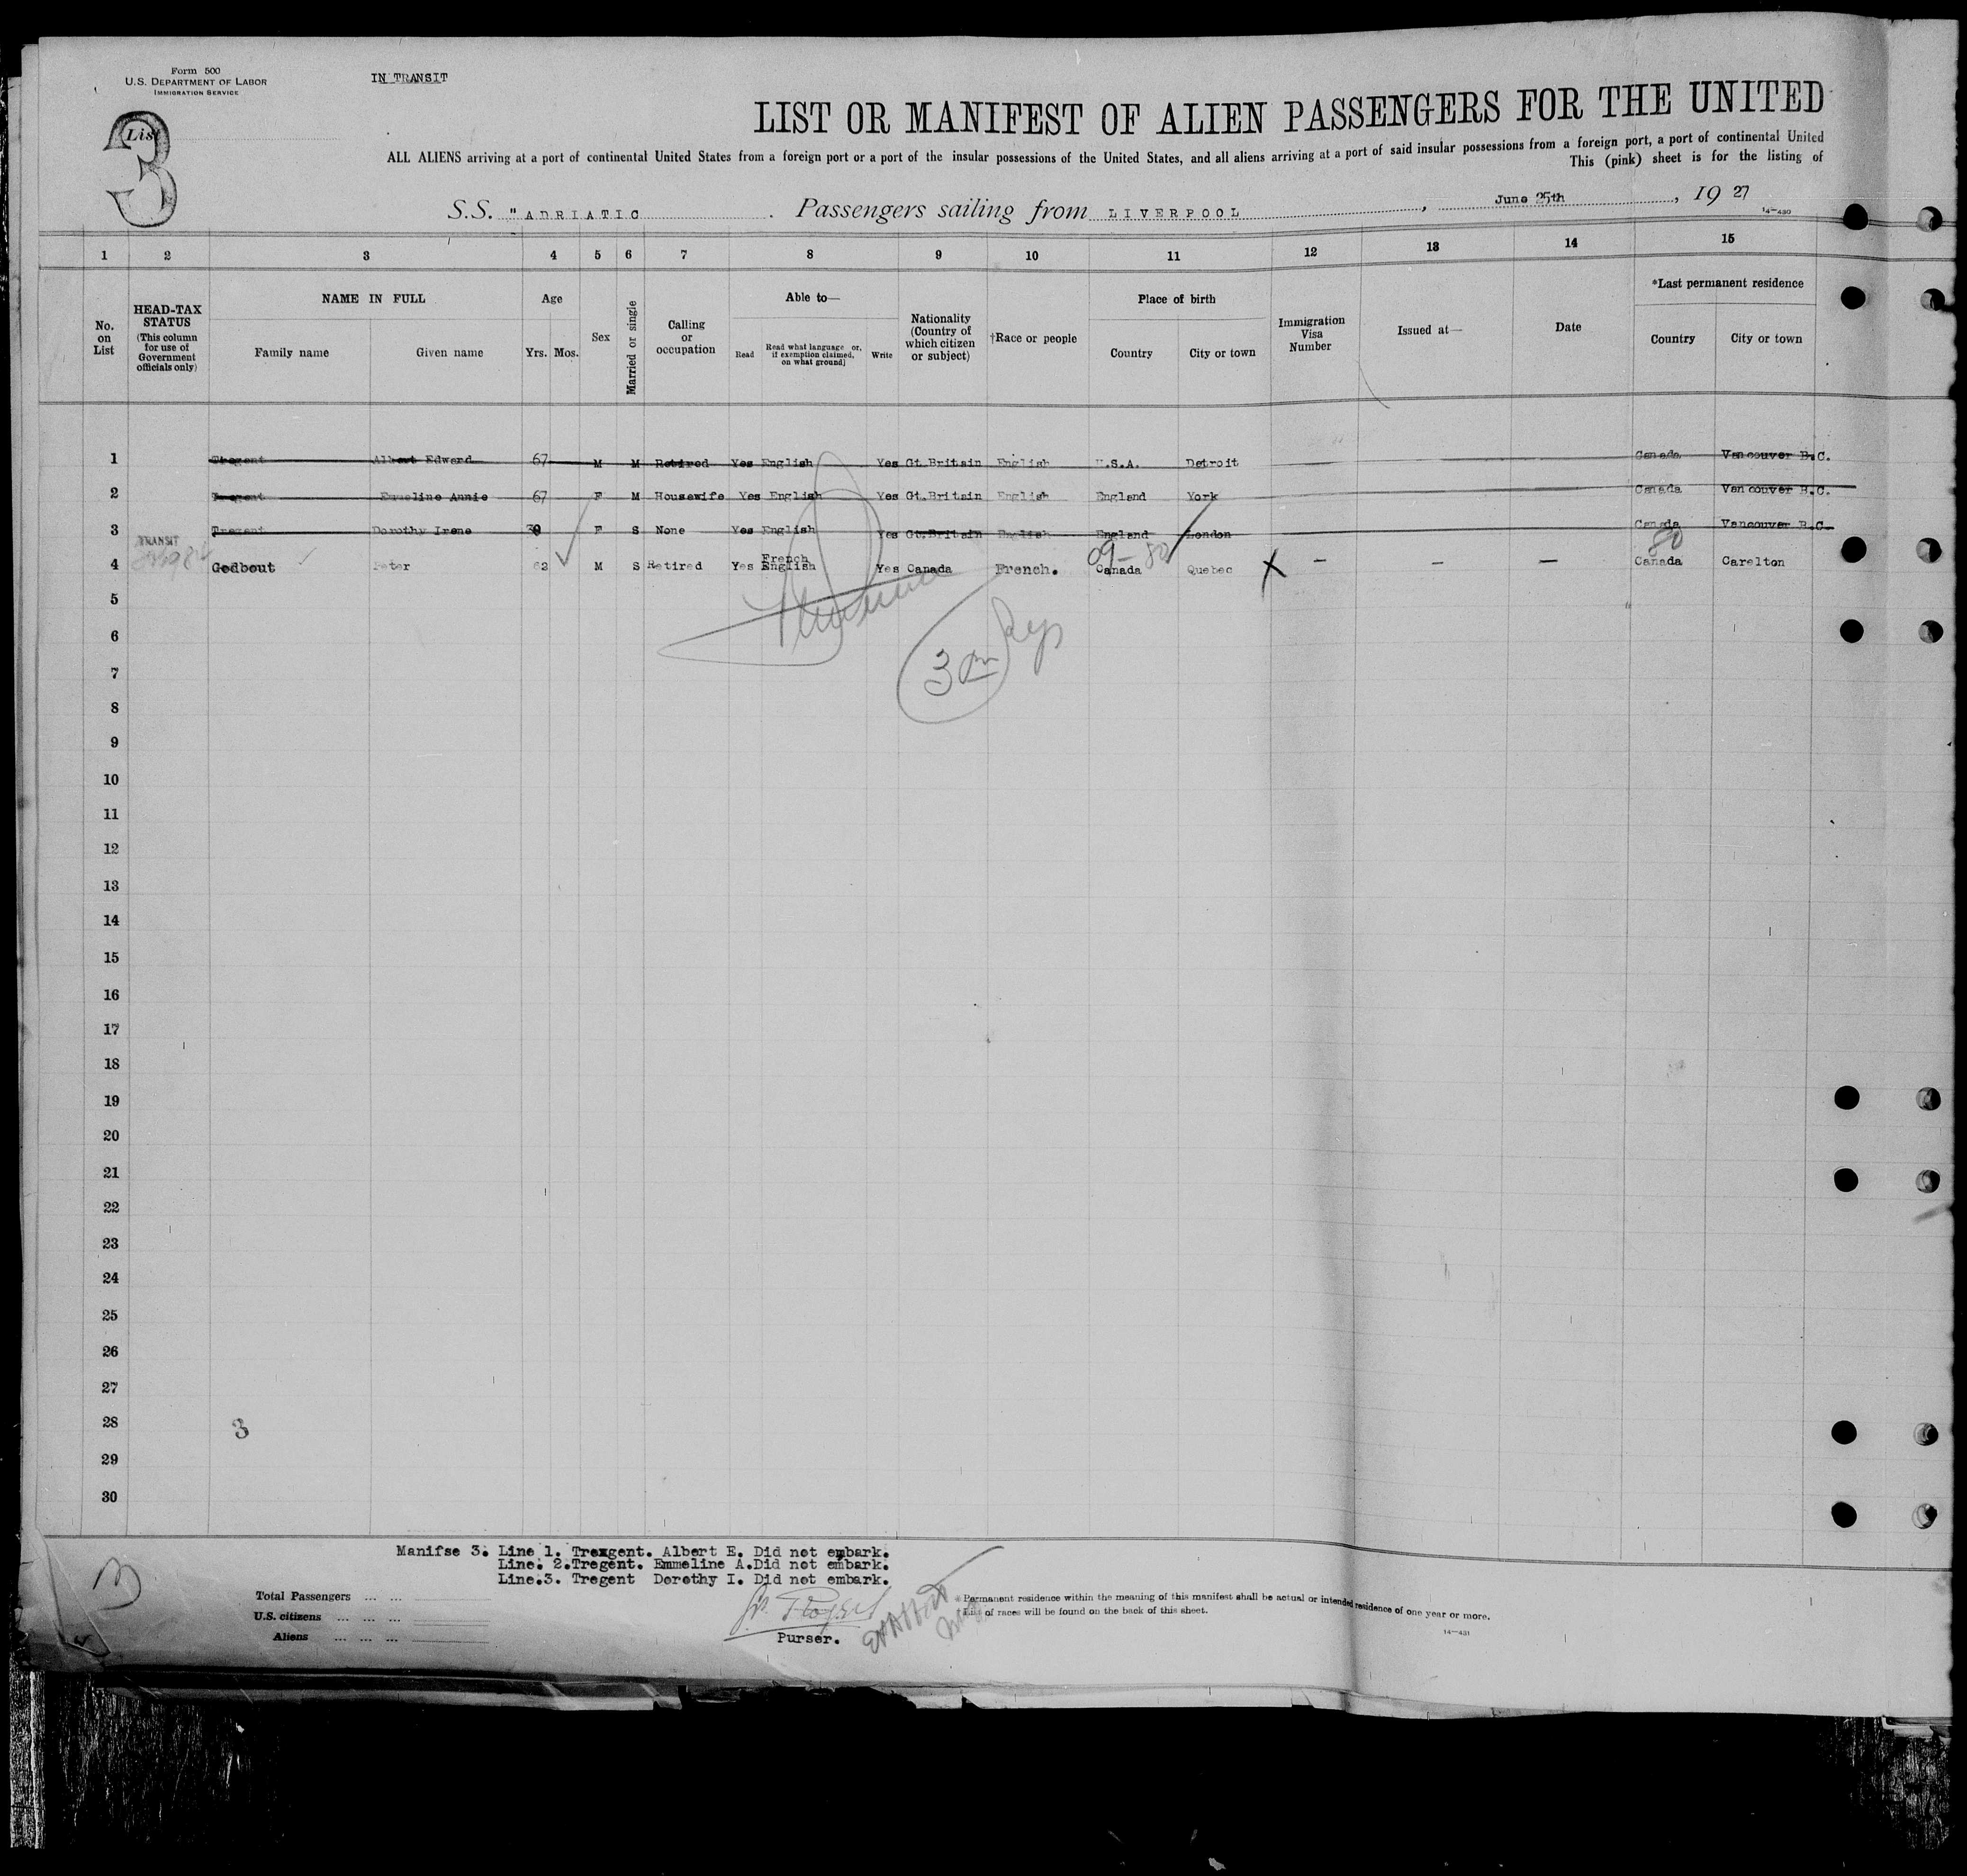 Form 500
U.S. DEPARTMENT OF LABOR
IMMIGRATION SERVICE
IN TRANSIT
List
3
LIST OR MANIFEST OF ALIEN PASSENGERS FOR THE UNITED
ALL ALIENS arriving at a port of continental United States from a foreign port or a port of the insular possessions of the United States, and all aliens arriving at a port of said insular possessions from a foreign port, a port of continental United
This (pink) sheet is for the listing of
S.S. "ADRIATIC. Passengers sailing from LIVERPOOL, June 25th, 19 27
14—430
1 2 3 4 5 6 7 8 9 10 11 12 13 14 15
No. on List
HEAD-TAX STATUS (This column for use of Government officials only)
NAME IN FULL
Family name Given name
Age
Yrs. Mos.
Sex
Married or single
Calling or occupation
Able to—
Read
Read what language or, if exemption claimed, on what ground)
Write
Nationality (Country of which citizen or subject)
†Race or people
Place of birth
Country City or town
Immigration Visa Number
Issued at—
Date
*Last permanent residence
Country City or town
1 Tregent Albert Edward 67 M M Retired Yes English Yes Gt.Britain English U.S.A. Detroit Canada Vancouver B.C.
2 Tregent Emmeline Annie 67 F M Housewife Yes English Yes Gt.Britain English England York Canada Vancouver B.C.
3 Tregent Dorothy Irene F S None Yes English Yes Gt.Britain English England London Canada Vancouver B.C.
TRANSIT
09— 80
80
4 Godbout Peter M S Retired Yes French English Yes Canada French. Canada Quebec X — — — Canada Carelton
5
6
3
7
8
9
10
11
12
13
14
15
16
17
18
19
20
21
22
23
24
25
26
27
28 3
29
30
Manifse 3. Line 1. Trexgent. Albert E. Did not embark.
Line. 2.Tregent. Emmeline A.Did not embark.
Line.3. Tregent Dorothy I. Did not embark.
3
Total Passengers ... ...
U.S. citizens ... ... ...
Aliens ... ... ...
Purser.
* Permanent residence within the meaning of this manifest shall be actual or intended residence of one year or more.
† List of races will be found on the back of this sheet.
14—431